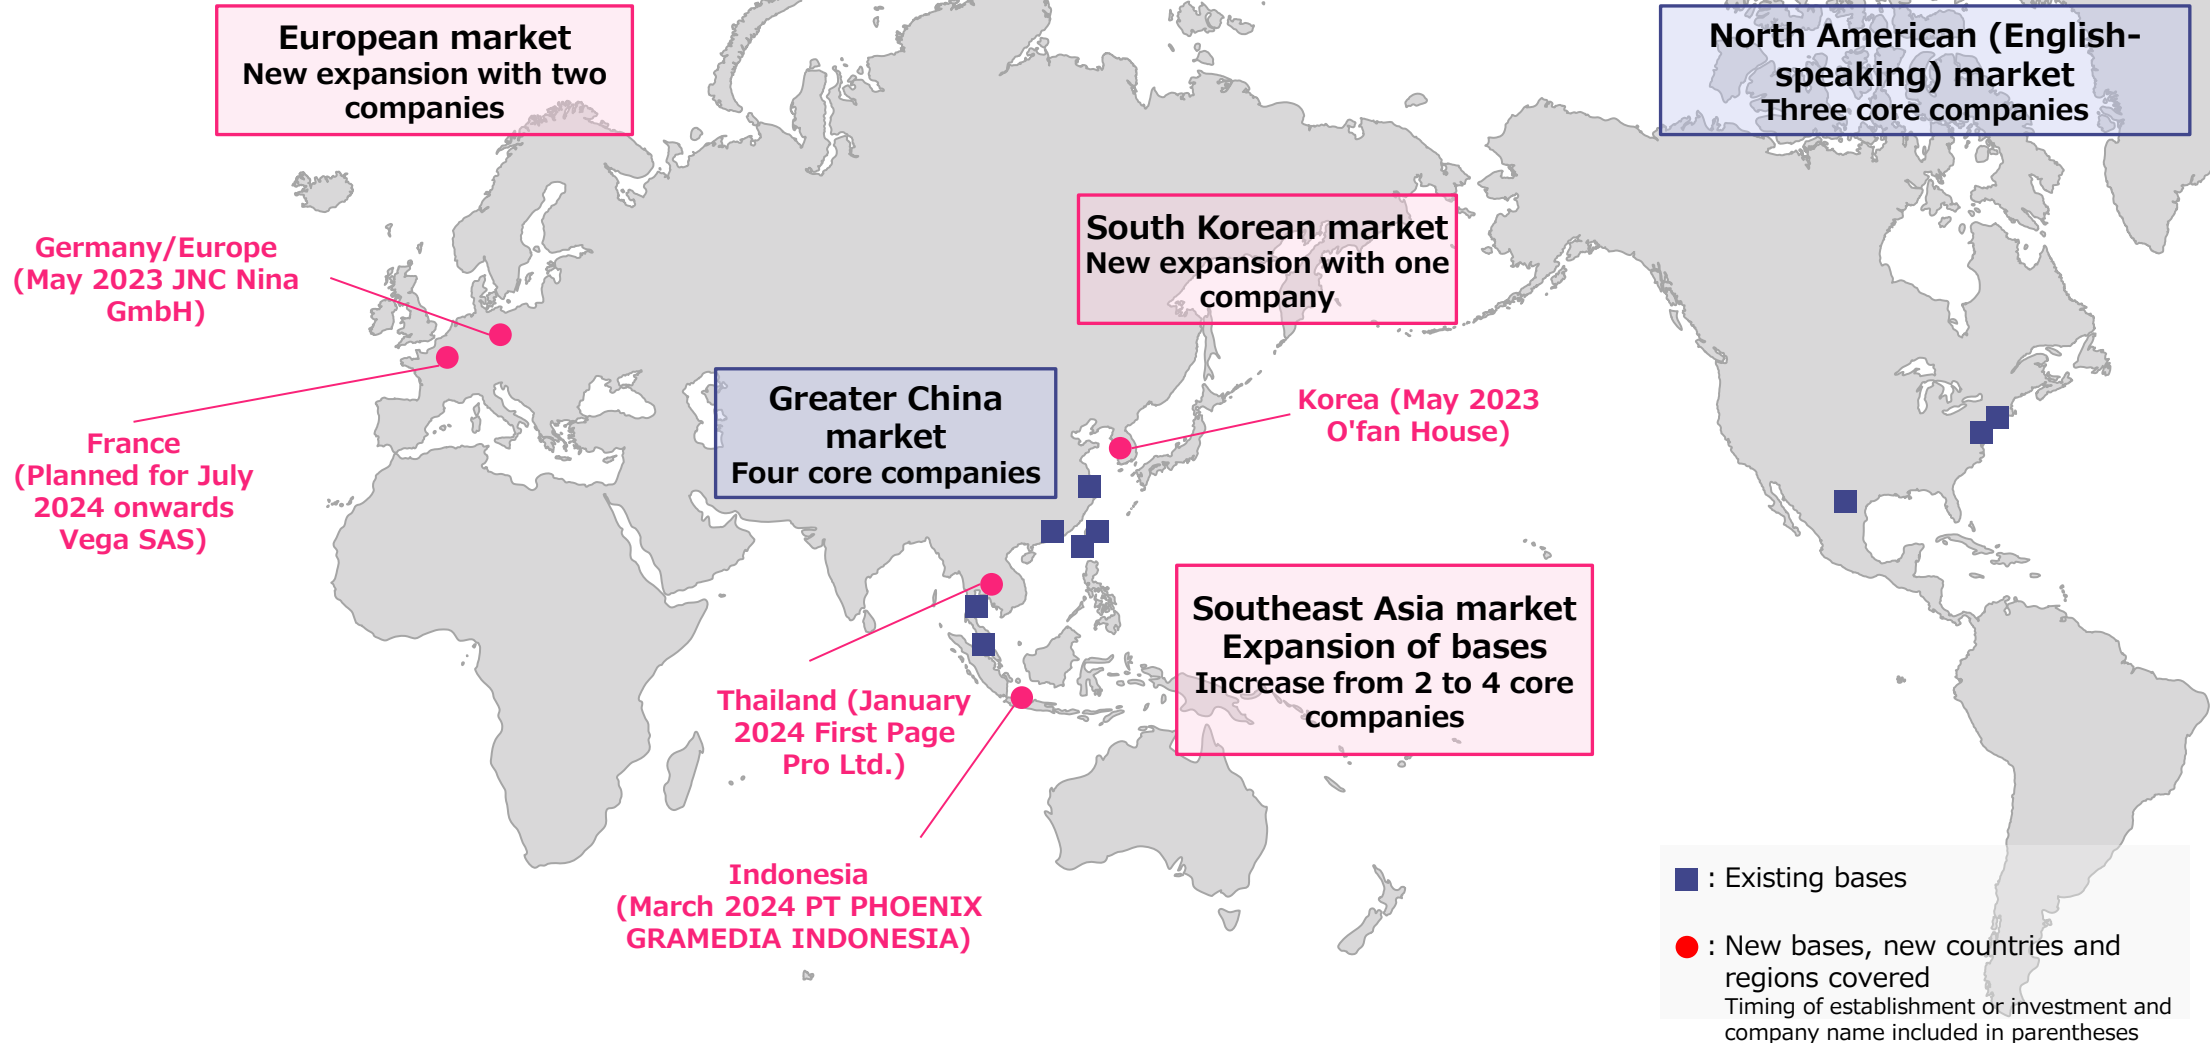 European market
New expansion with two
companies
North American (English-
speaking) market
Three core companies
South Korean market
New expansion with one
company
Germany/Europe
(May 2023 JNC Nina
GmbH)
Greater China
market
Four core companies
Korea (May 2023
O'fan House)
France
(Planned for July
2024 onwards
Vega SAS)
Southeast Asia market
Expansion of bases
Increase from 2 to 4 core
companies
Thailand (January
2024 First Page
Pro Ltd.)
Indonesia
(March 2024 PT PHOENIX
GRAMEDIA INDONESIA)
: Existing bases
: New bases, new countries and
regions covered
Timing of establishment or investment and
company name included in parentheses